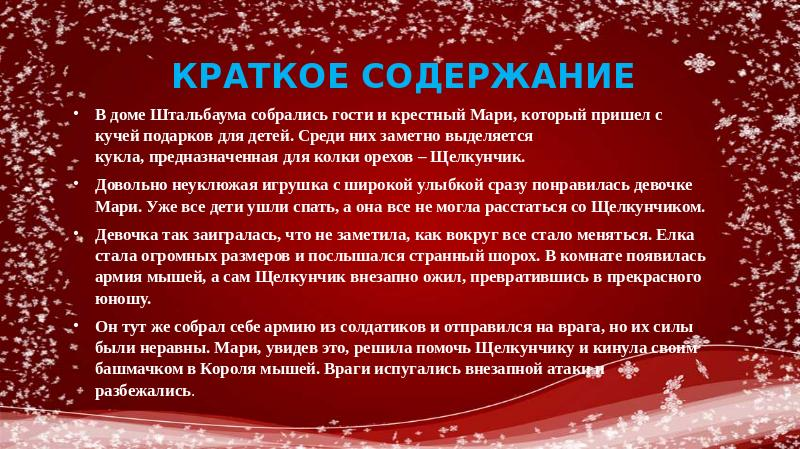 КРАТКОЕ СОДЕРЖАНИЕ
• В доме Штальбаума собрались гости и крестный Мари, который пришел с
кучей подарков для детей. Среди них заметно выделяется
кукла, предназначенная для колки орехов – Щелкунчик.
• Довольно неуклюжая игрушка с широкой улыбкой сразу понравилась девочке
Мари. Уже все дети ушли спать, а она все не могла расстаться со Щелкунчиком.
• Девочка так заигралась, что не заметила, как вокруг все стало меняться. Елка
стала огромных размеров и послышался странный шорох. В комнате появилась
армия мышей, а сам Щелкунчик внезапно ожил, превратившись в прекрасного
юношу.
• Он тут же собрал себе армию из солдатиков и отправился на врага, но их силы
были неравны. Мари, увидев это, решила помочь Щелкунчику и кинула своим
башмачком в Короля мышей. Враги испугались внезапной атаки и
разбежались.